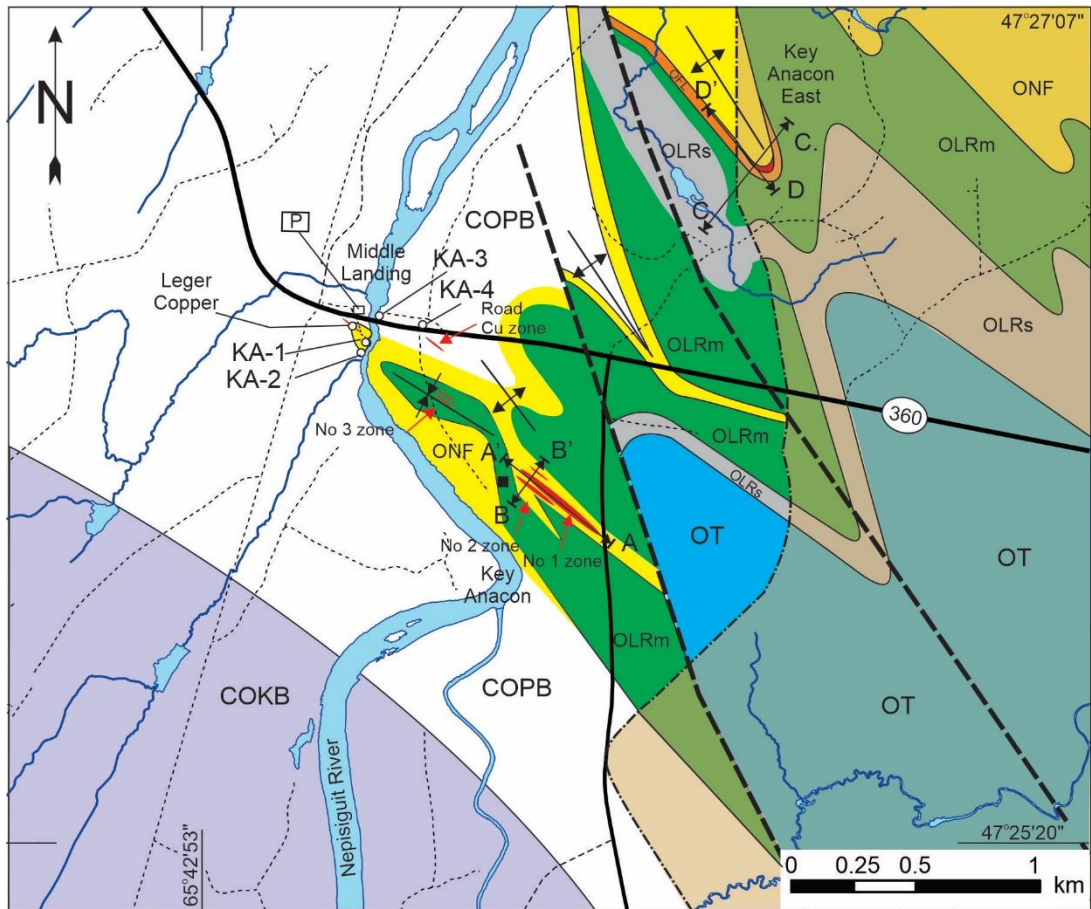 47°27'07"
N
Key
Anacon
East
ONF
OFL
D'
C.
OLRs
OLRm
D
C
COPB
P
Middle
Landing
KA-3
KA-4
Leger
Copper
Road
Cu zone
OLRs
KA-1
KA-2
OLRm
360
No 3 zone
ONF
A'
B'
OLRm
OLRs
B
A
OT
No 2 zone
No 1 zone
Key
Anacon
OLRm
COKB
COPB
OT
OT
Nepisiguit River
65°42'53"
47°25'20"
0 0.25 0.5 1
km